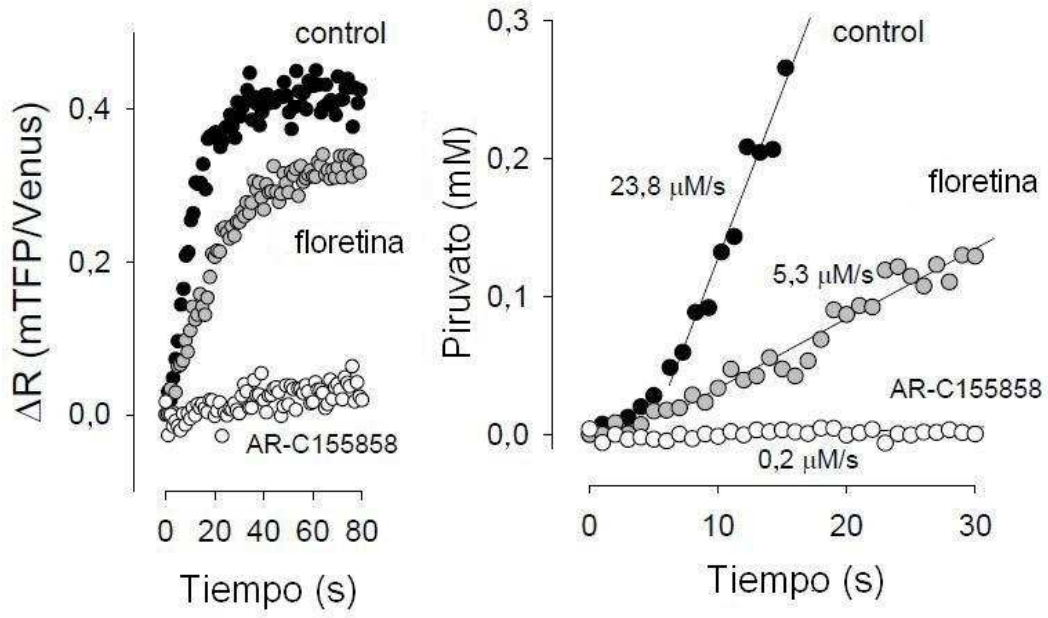 control
0,4
0,2
0,0
ΔR (mTFP/Venus)
floretina
AR-C155858
0 20 40 60 80
Tiempo (s)
0,3
0,2
0,1
0,0
Piruvato (mM)
control
23,8 μM/s
floretina
5,3 μM/s
AR-C155858
0,2 μM/s
0 10 20 30
Tiempo (s)